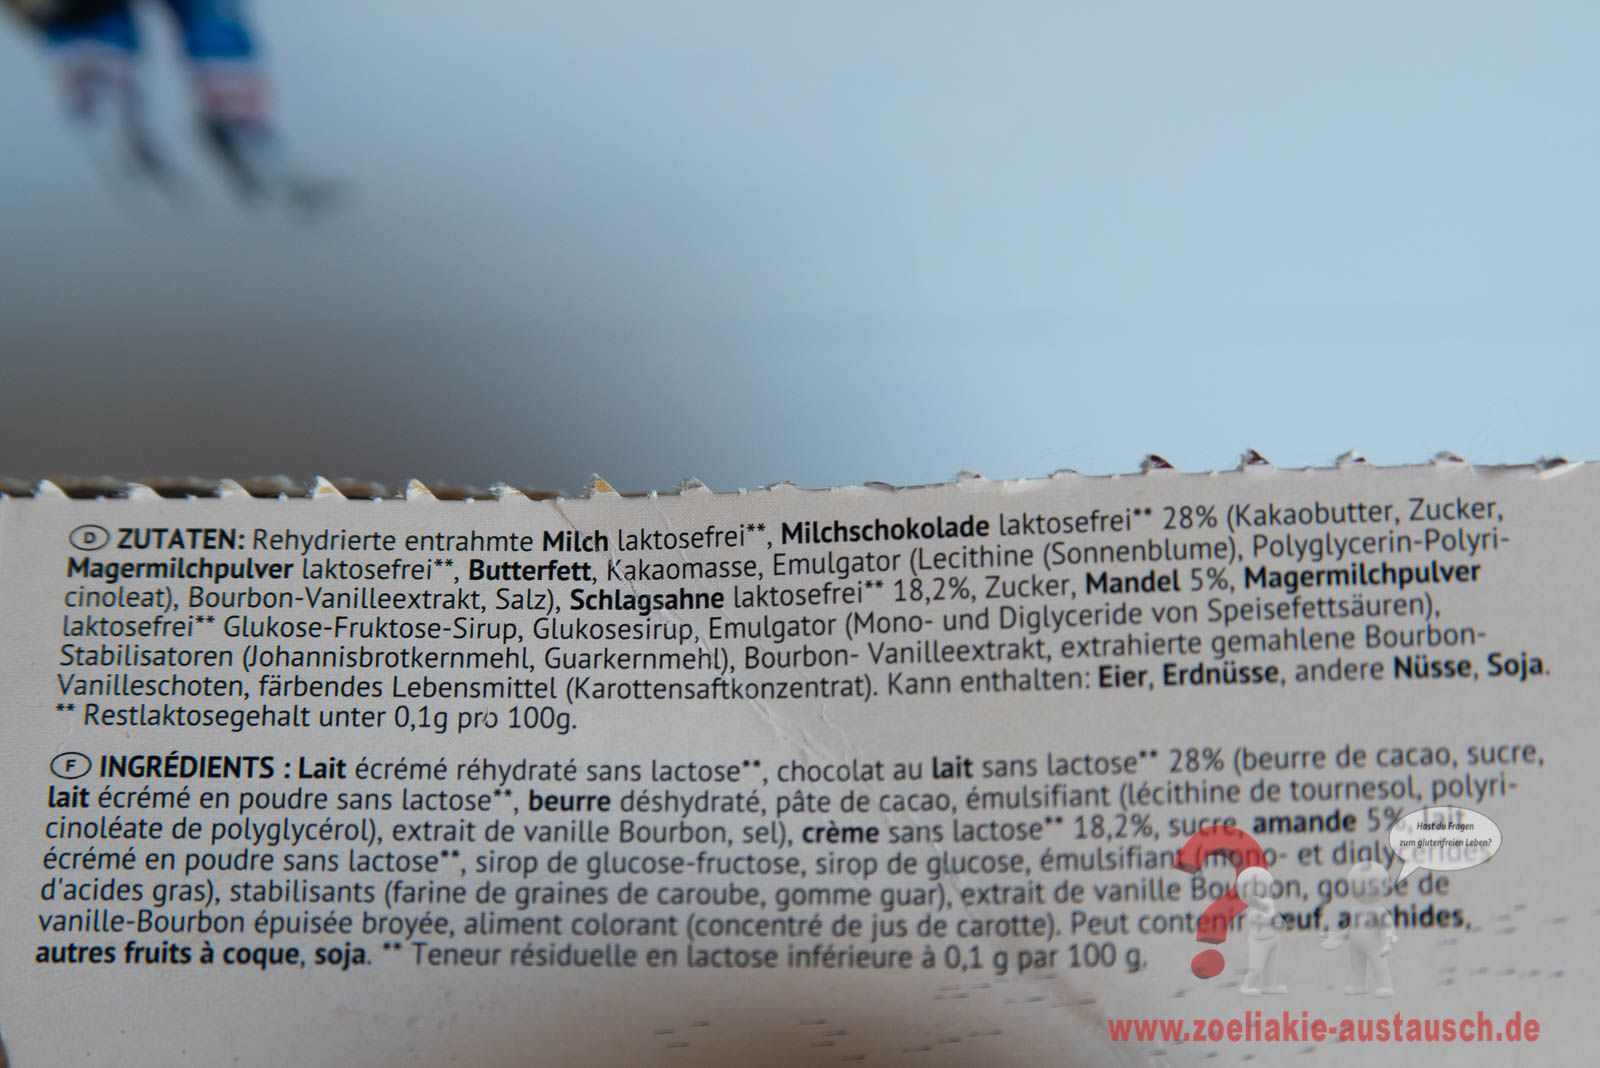 D ZUTATEN: Rehydrierte entrahmte Milch laktosefrei**, Milchschokolade laktosefrei** 28% (Kakaobutter, Zucker,
Magermilchpulver laktosefrei**, Butterfett, Kakaomasse, Emulgator (Lecithine (Sonnenblume), Polyglycerin-Polyri-
cinoleat), Bourbon-Vanilleextrakt, Salz), Schlagsahne laktosefrei** 18,2%, Zucker, Mandel 5%, Magermilchpulver
laktosefrei** Glukose-Fruktose-Sirup, Glukosesirup, Emulgator (Mono- und Diglyceride von Speisefettsäuren),
Stabilisatoren (Johannisbrotkernmehl, Guarkernmehl), Bourbon- Vanilleextrakt, extrahierte gemahlene Bourbon-
Vanilleschoten, färbendes Lebensmittel (Karottensaftkonzentrat). Kann enthalten: Eier, Erdnüsse, andere Nüsse, Soja.
** Restlaktosegehalt unter 0,1g pro 100g.
F INGRÉDIENTS : Lait écrémé réhydraté sans lactose**, chocolat au lait sans lactose** 28% (beurre de cacao, sucre,
lait écrémé en poudre sans lactose**, beurre déshydraté, pâte de cacao, émulsifiant (lécithine de tournesol, polyri-
cinoléate de polyglycérol), extrait de vanille Bourbon, sel), crème sans lactose** 18,2%, sucre, amande 5%, lait
écrémé en poudre sans lactose**, sirop de glucose-fructose, sirop de glucose, émulsifiant mono- et diglycérides
d'acides gras), stabilisants (farine de graines de caroube, gomme guar), extrait de vanille Bourbon, gousse de
vanille-Bourbon épuisée broyée, aliment colorant (concentré de jus de carotte). Peut contenir œuf, arachides,
autres fruits à coque, soja. ** Teneur résiduelle en lactose inférieure à 0,1 g par 100 g.
Hast du Fragen
zum glutenfreien Leben?
www.zoeliakie-austausch.de